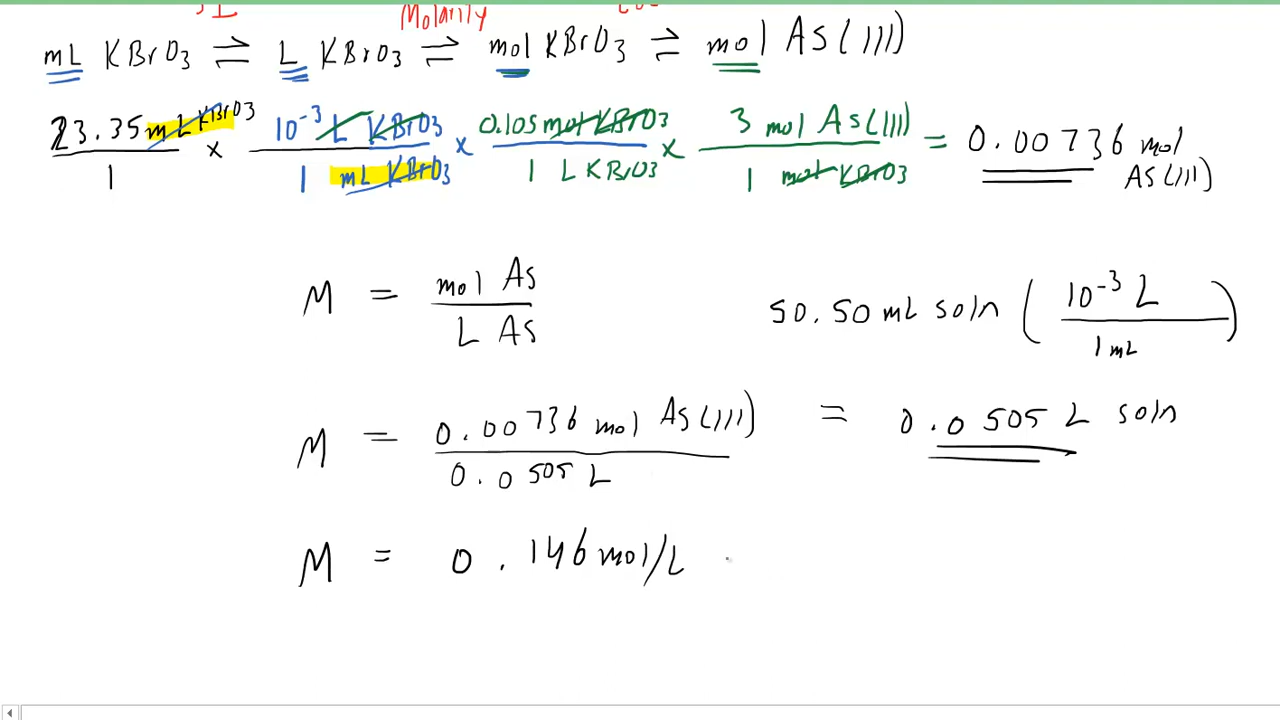 Molarity
mL KBrO3 ⇌ L KBrO3 ⇌ mol KBrO3 ⇌ mol As(III)
23.35 mL KBrO3 / 1 × 10^-3 L KBrO3 / 1 mL KBrO3 × 0.105 mol KBrO3 / 1 L KBrO3 × 3 mol As(III) / 1 mol KBrO3 = 0.00736 mol As(III)
M = mol As / L As
50.50 mL soln ( 10^-3 L / 1 mL )
M = 0.00736 mol As(III) / 0.0505 L
= 0.0505 L soln
M = 0.146 mol/L